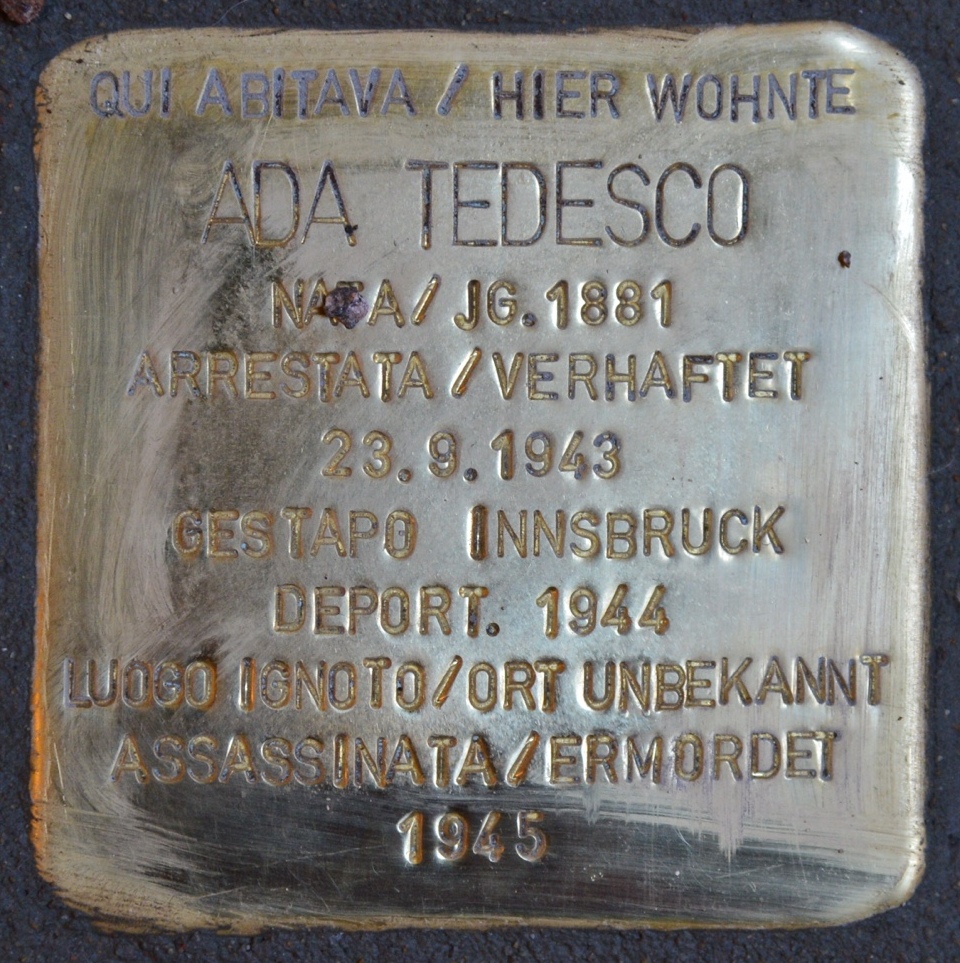 QUI ABITAVA / HIER WOHNTE
ADA TEDESCO
NATA / JG. 1881
ARRESTATA / VERHAFTET
23. 9. 1943
GESTAPO INNSBRUCK
DEPORT. 1944
LUOGO IGNOTO / ORT UNBEKANNT
ASSASSINATA / ERMORDET
1945